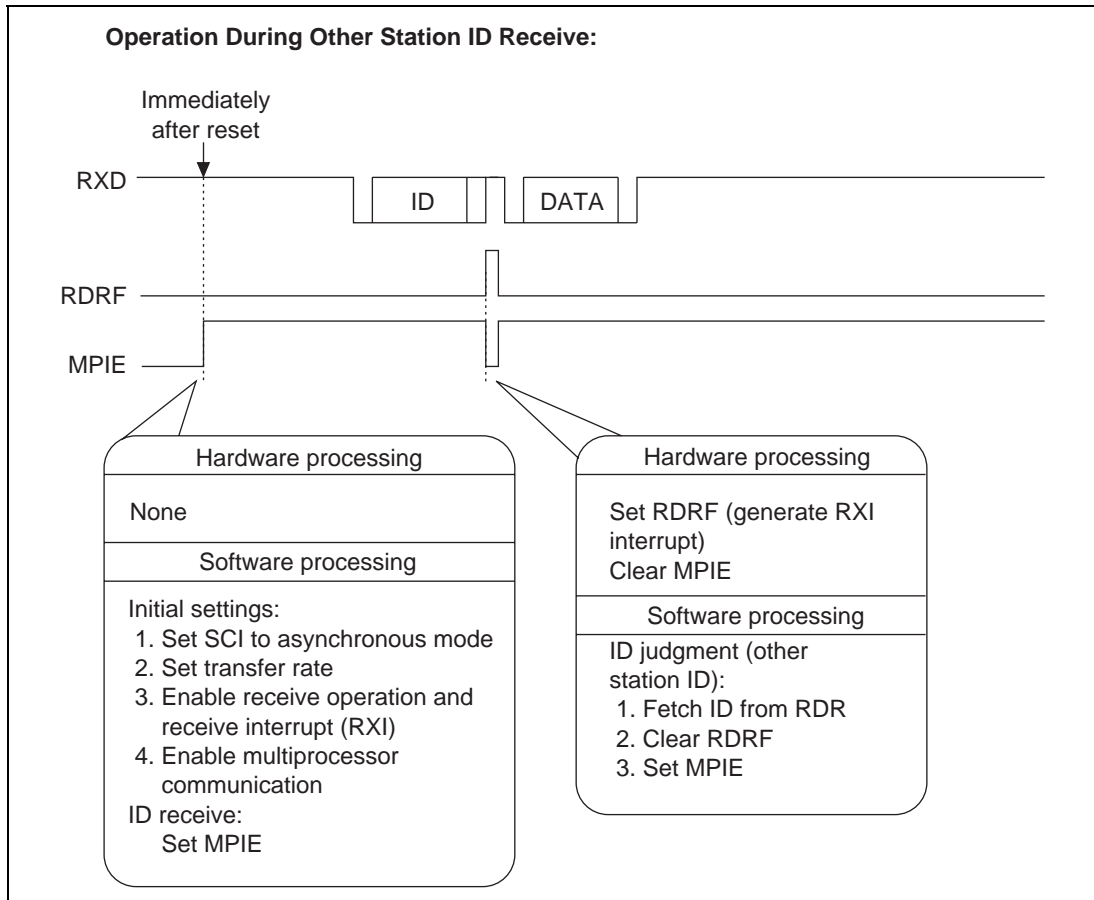 Operation During Other Station ID Receive:
Immediately
after reset
RXD
ID
DATA
RDRF
MPIE
Hardware processing
None
Software processing
Initial settings:
1. Set SCI to asynchronous mode
2. Set transfer rate
3. Enable receive operation and
receive interrupt (RXI)
4. Enable multiprocessor
communication
ID receive:
Set MPIE
Hardware processing
Set RDRF (generate RXI
interrupt)
Clear MPIE
Software processing
ID judgment (other
station ID):
1. Fetch ID from RDR
2. Clear RDRF
3. Set MPIE